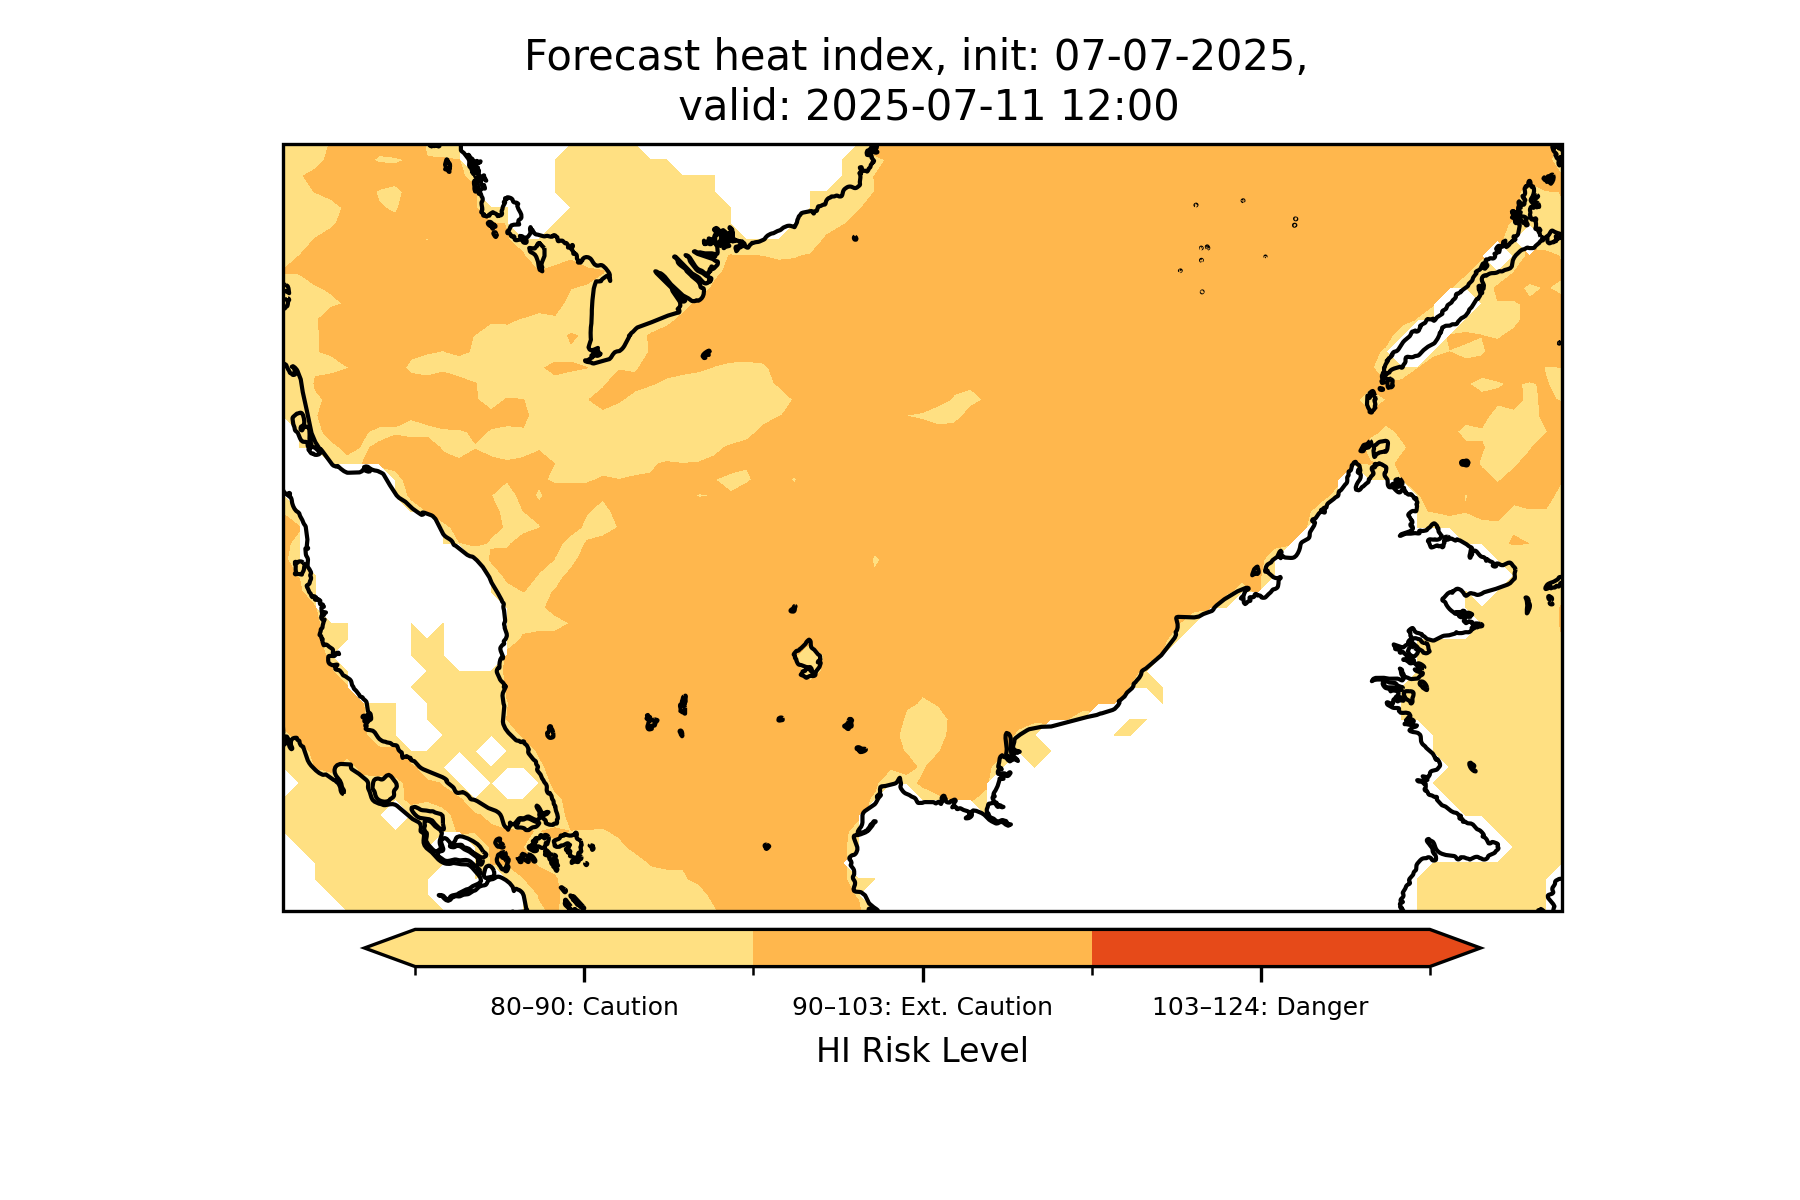 Forecast heat index, init: 07-07-2025,
valid: 2025-07-11 12:00
80–90: Caution
90–103: Ext. Caution
103–124: Danger
HI Risk Level